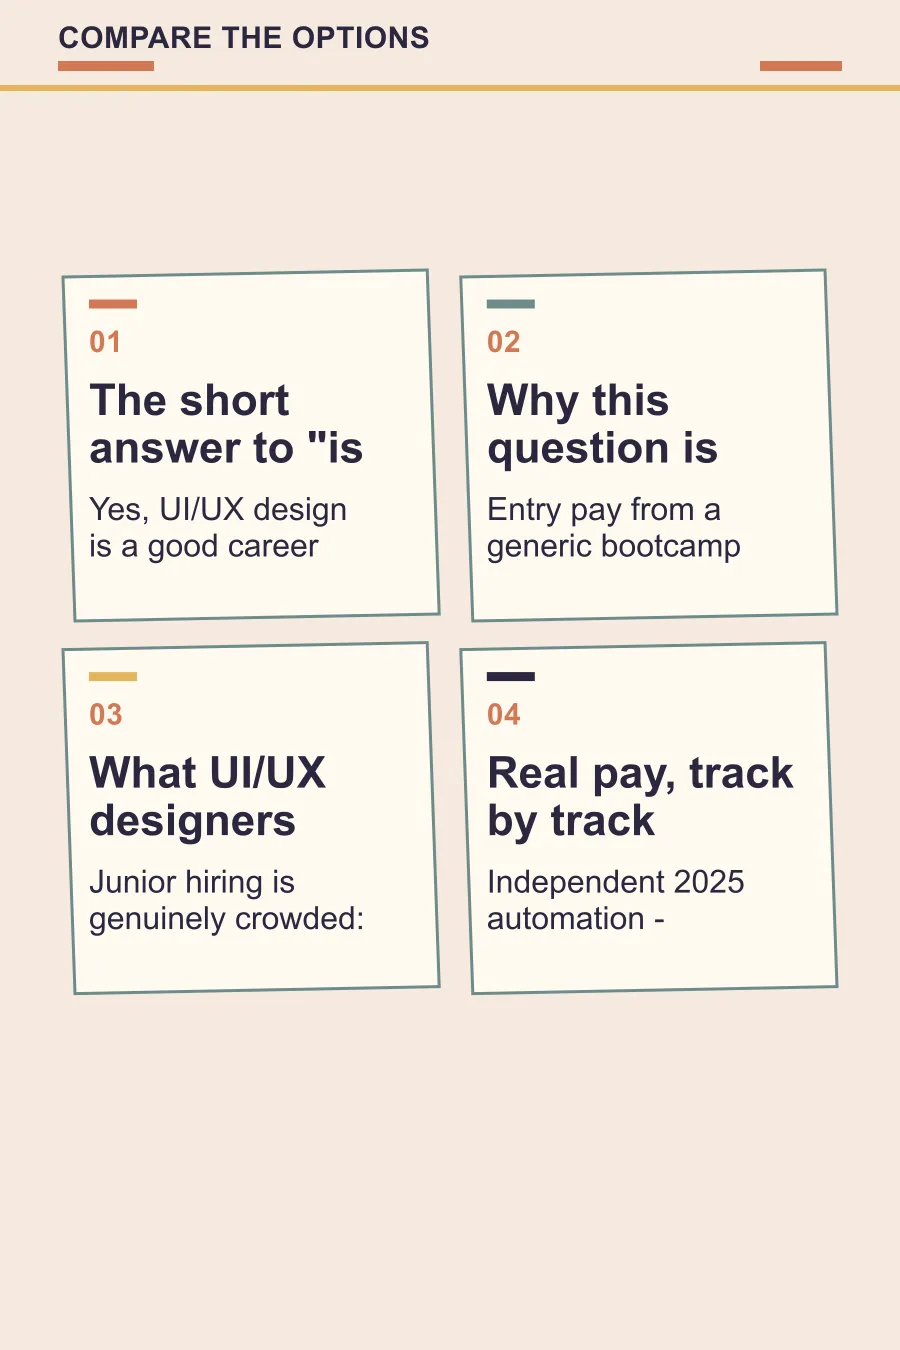 COMPARE THE OPTIONS
01
The short
answer to "is
Yes, UI/UX design
is a good career
02
Why this
question is
Entry pay from a
generic bootcamp
03
What UI/UX
designers
Junior hiring is
genuinely crowded:
04
Real pay, track
by track
Independent 2025
automation -